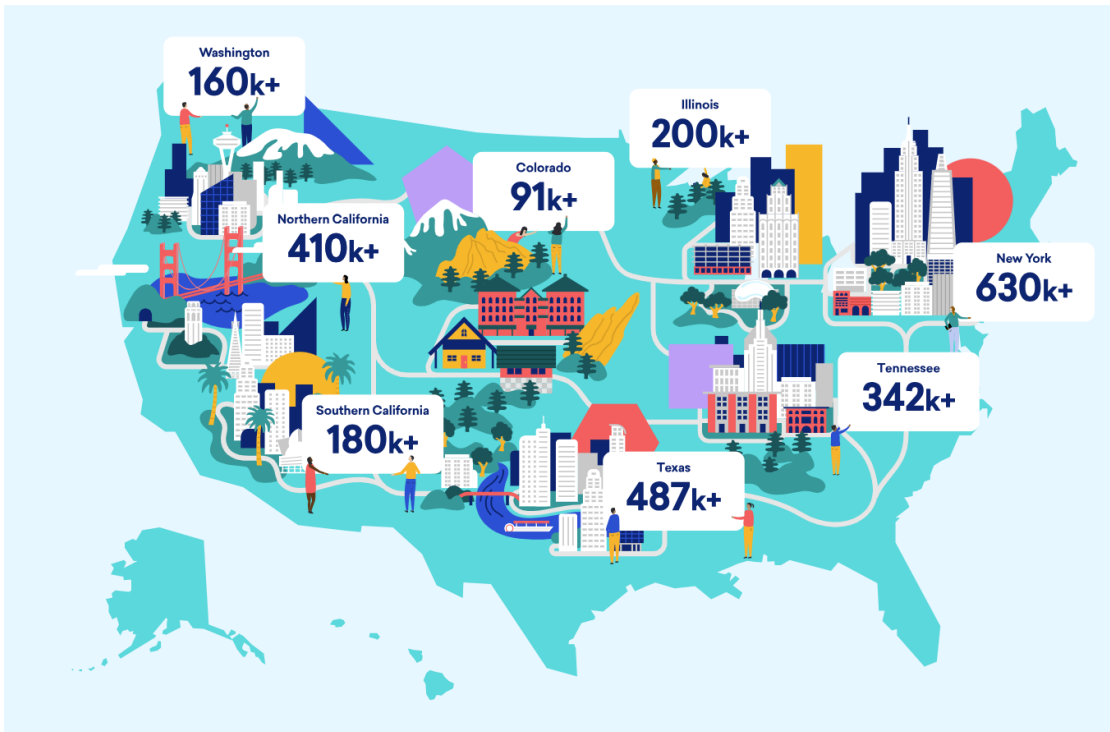 Washington
160k+
Illinois
200k+
Colorado
91k+
Northern California
410k+
New York
630k+
Tennessee
342k+
Southern California
180k+
Texas
487k+